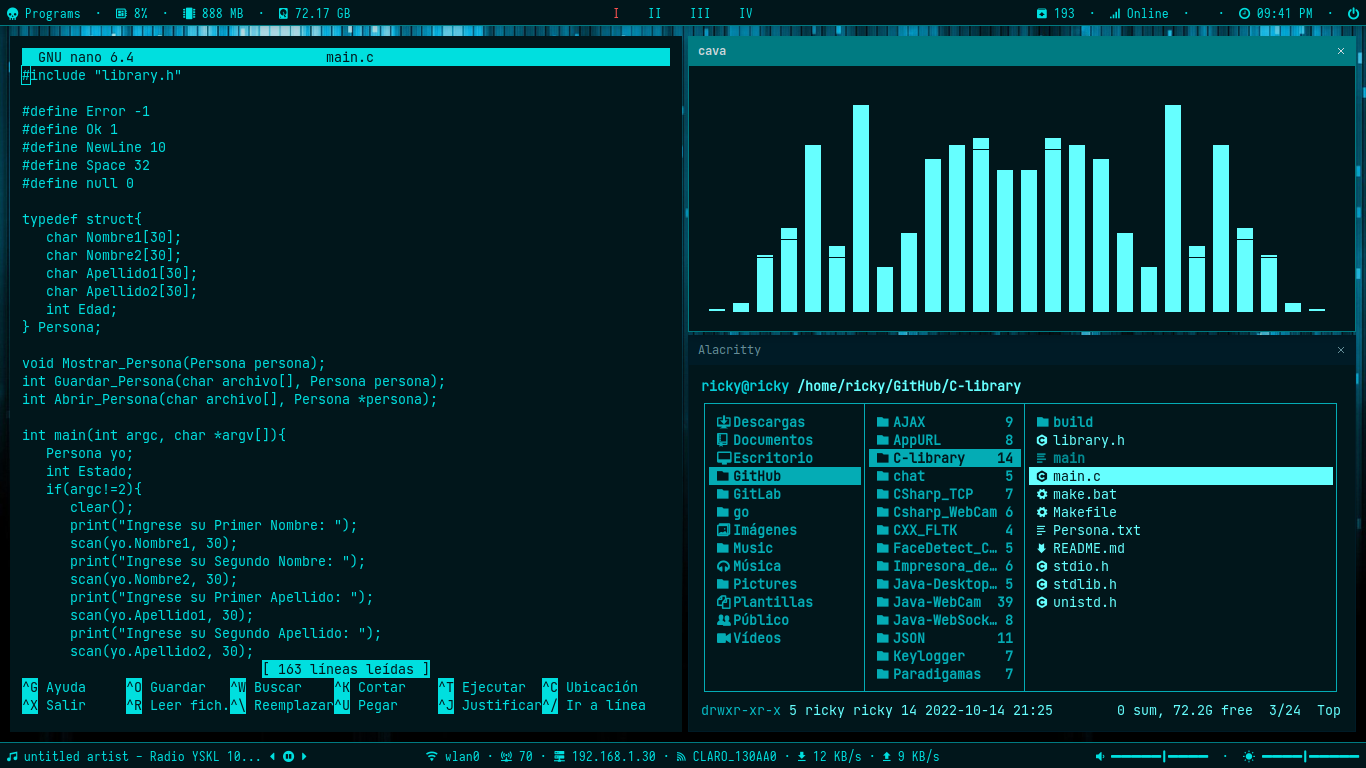 Programs · 8% · 888 MB · 72.17 GB I II III IV 193 · Online · · 09:41 PM ·
GNU nano 6.4 main.c
#include "library.h"
#define Error -1
#define Ok 1
#define NewLine 10
#define Space 32
#define null 0
typedef struct{
char Nombre1[30];
char Nombre2[30];
char Apellido1[30];
char Apellido2[30];
int Edad;
} Persona;
void Mostrar_Persona(Persona persona);
int Guardar_Persona(char archivo[], Persona persona);
int Abrir_Persona(char archivo[], Persona *persona);
int main(int argc, char *argv[]){
Persona yo;
int Estado;
if(argc!=2){
clear();
print("Ingrese su Primer Nombre: ");
scan(yo.Nombre1, 30);
print("Ingrese su Segundo Nombre: ");
scan(yo.Nombre2, 30);
print("Ingrese su Primer Apellido: ");
scan(yo.Apellido1, 30);
print("Ingrese su Segundo Apellido: ");
scan(yo.Apellido2, 30);
[ 163 líneas leídas ]
^G Ayuda ^O Guardar ^W Buscar ^K Cortar ^T Ejecutar ^C Ubicación
^X Salir ^R Leer fich.^\ Reemplazar^U Pegar ^J Justificar^/ Ir a línea
cava ×
Alacritty ×
ricky@ricky /home/ricky/GitHub/C-library
Descargas
Documentos
Escritorio
GitHub
GitLab
go
Imágenes
Music
Música
Pictures
Plantillas
Público
Vídeos
AJAX 9
AppURL 8
C-library 14
chat 5
CSharp_TCP 7
Csharp_WebCam 6
CXX_FLTK 4
FaceDetect_C… 5
Impresora_de… 6
Java-Desktop… 5
Java-WebCam 39
Java-WebSock… 8
JSON 11
Keylogger 7
Paradigamas 7
build
library.h
main
main.c
make.bat
Makefile
Persona.txt
README.md
stdio.h
stdlib.h
unistd.h
drwxr-xr-x 5 ricky ricky 14 2022-10-14 21:25 0 sum, 72.2G free 3/24 Top
untitled artist - Radio YSKL 10... wlan0 · 70 · 192.168.1.30 · CLARO_130AA0 · 12 KB/s · 9 KB/s ·